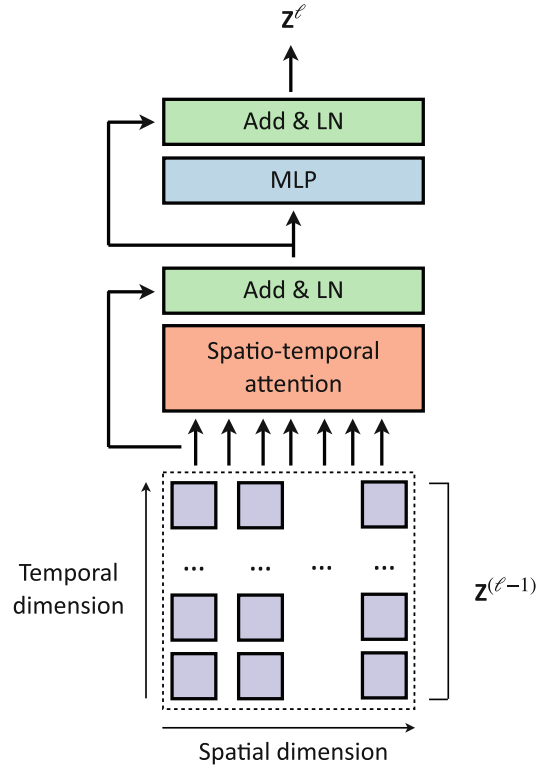 Z^ℓ
Add & LN
MLP
Add & LN
Spatio-temporal
attention
... ... ... ...
Temporal
dimension
Z^(ℓ−1)
Spatial dimension